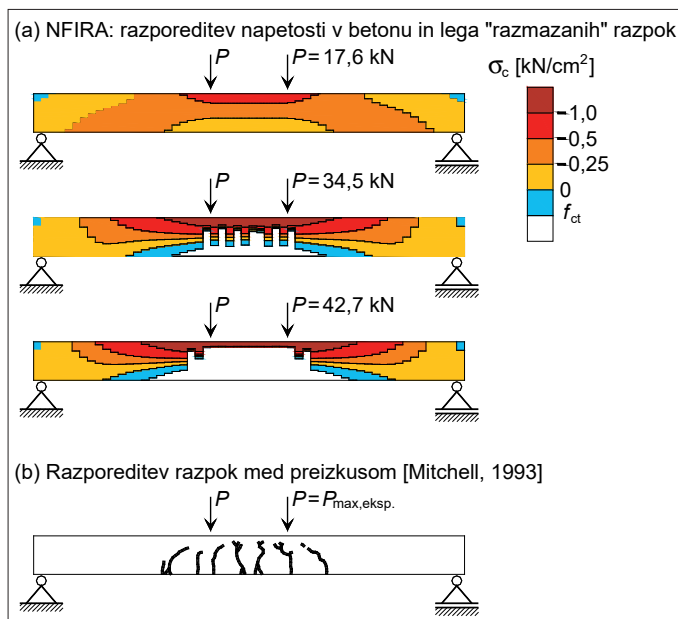 (a) NFIRA: razporeditev napetosti v betonu in lega "razmazanih" razpok
P P = 17,6 kN
σc [kN/cm²]
−1,0
−0,5
−0,25
0
fct
P P = 34,5 kN
P P = 42,7 kN
(b) Razporeditev razpok med preizkusom [Mitchell, 1993]
P P = Pmax,eksp.